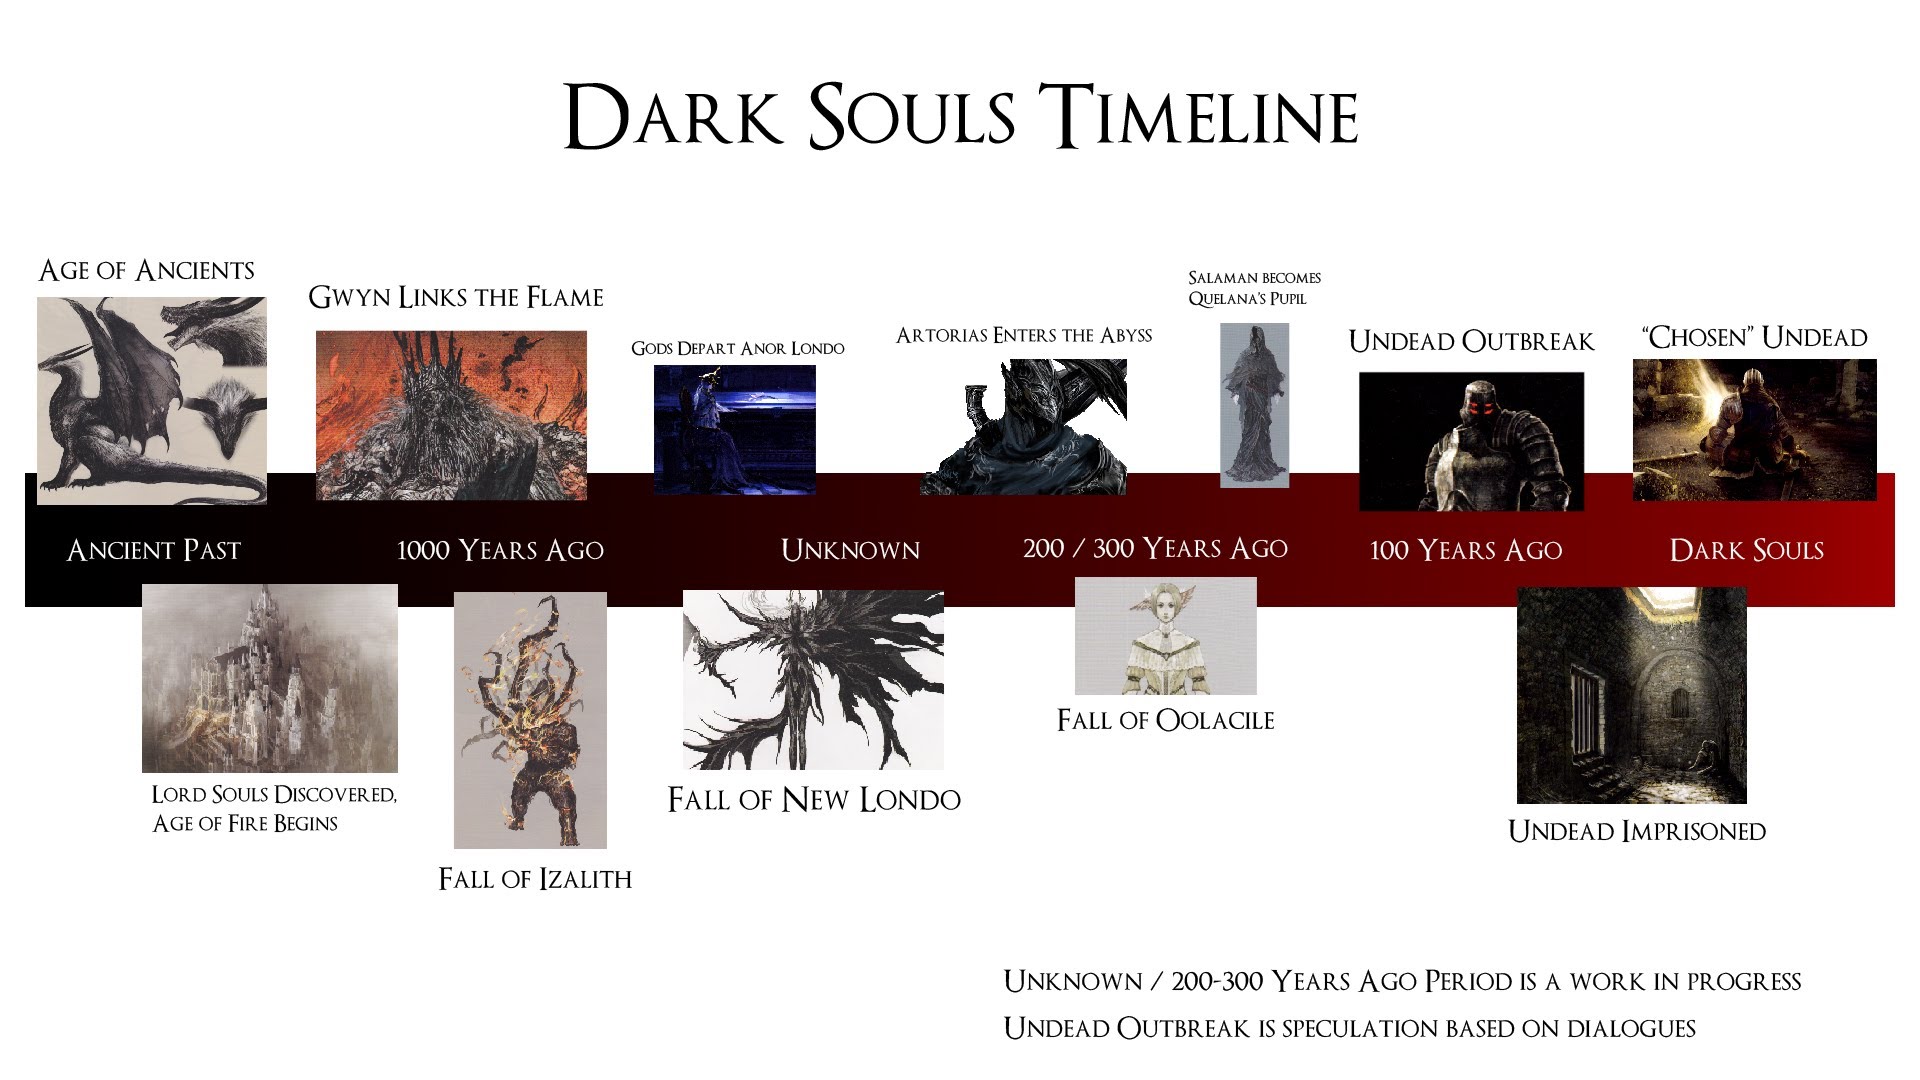 Dark Souls Timeline
Age of Ancients
Gwyn Links the Flame
Gods Depart Anor Londo
Artorias Enters the Abyss
Salaman becomes
Quelana's Pupil
Undead Outbreak
"Chosen" Undead
Ancient Past
1000 Years Ago
Unknown
200 / 300 Years Ago
100 Years Ago
Dark Souls
Lord Souls Discovered,
Age of Fire Begins
Fall of Izalith
Fall of New Londo
Fall of Oolacile
Undead Imprisoned
Unknown / 200-300 Years Ago Period is a work in progress
Undead Outbreak is speculation based on dialogues